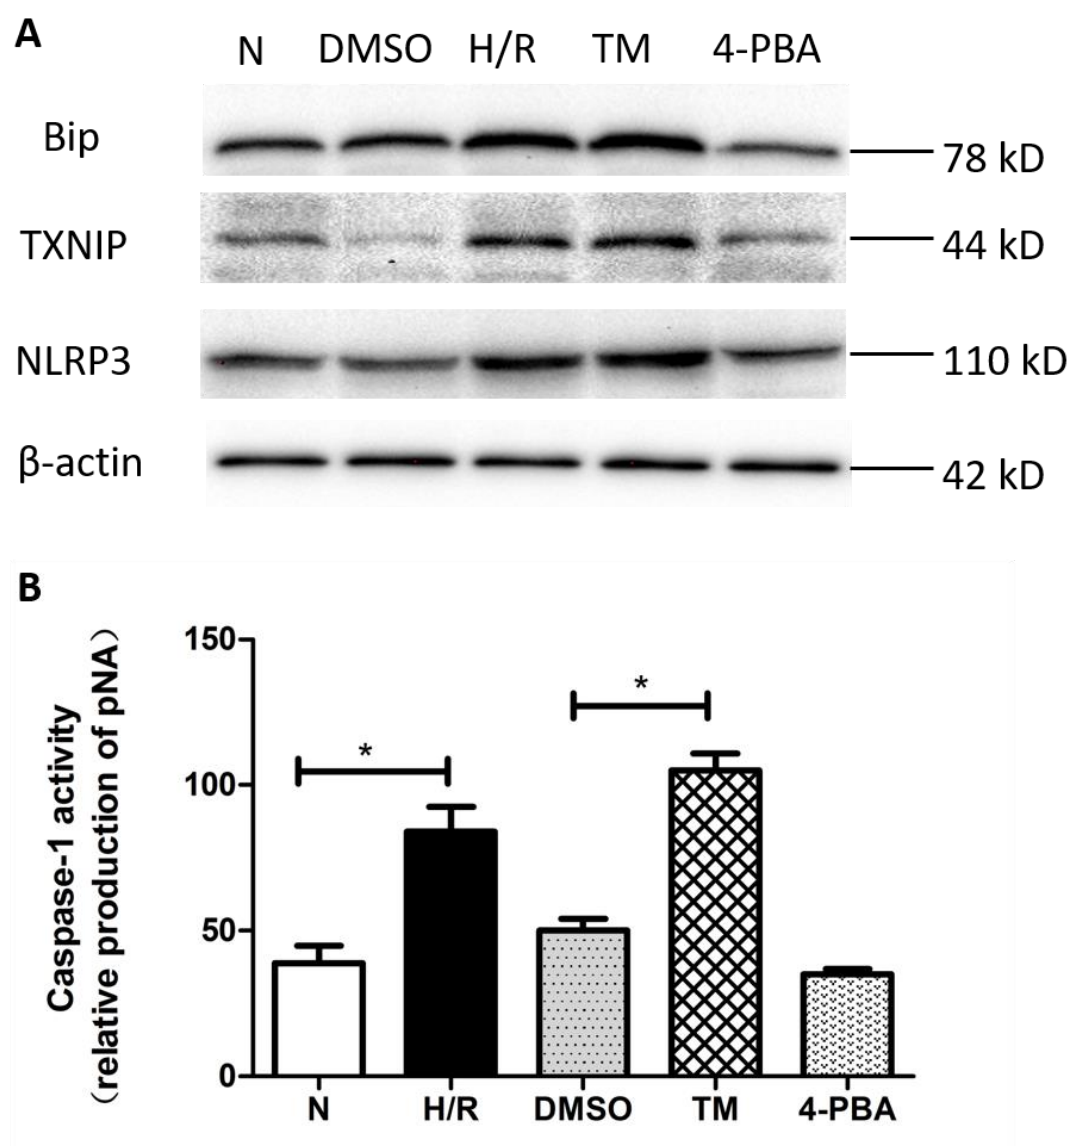 A
N DMSO H/R TM 4-PBA
Bip 78 kD
TXNIP 44 kD
NLRP3 110 kD
β-actin 42 kD
B
Caspase-1 activity
(relative production of pNA)
150
100
50
0
*
*
N H/R DMSO TM 4-PBA